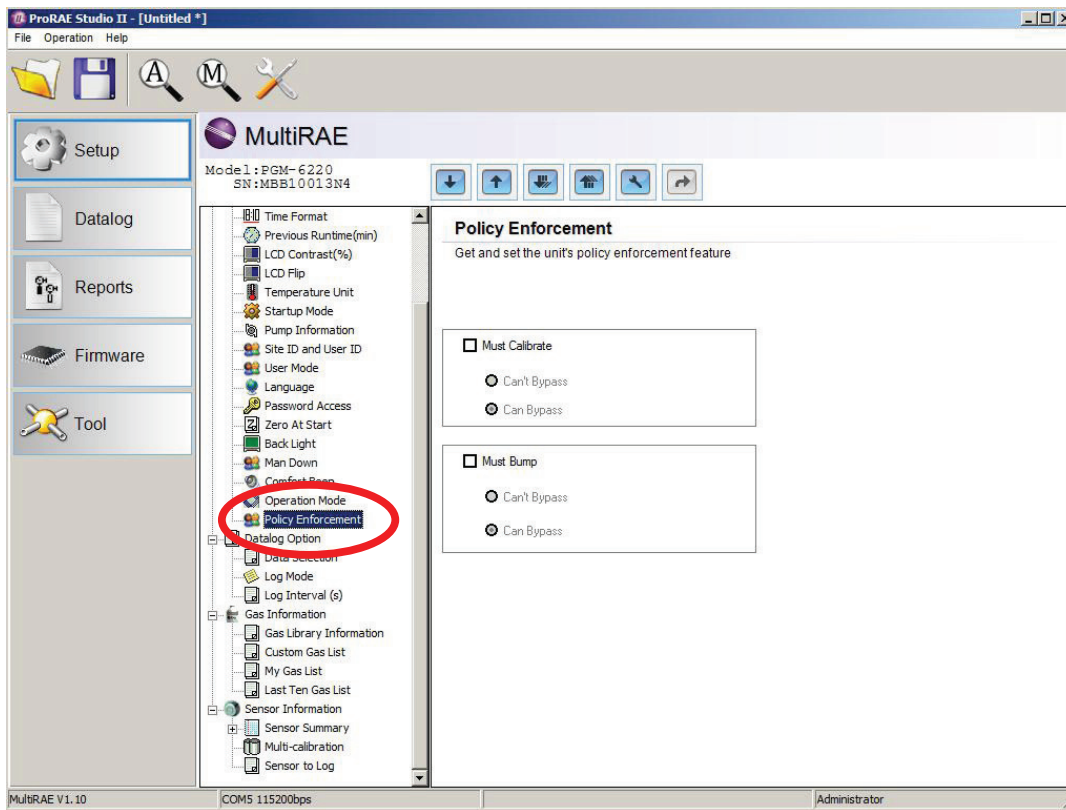 ProRAE Studio II - [Untitled *]
File Operation Help
A M
Setup
Datalog
Reports
Firmware
Tool
MultiRAE
Model:PGM-6220
SN:MBB10013N4
Time Format
Previous Runtime(min)
LCD Contrast(%)
LCD Flip
Temperature Unit
Startup Mode
Pump Information
Site ID and User ID
User Mode
Language
Password Access
Zero At Start
Back Light
Man Down
Comfort Beep
Operation Mode
Policy Enforcement
Datalog Option
Data Selection
Log Mode
Log Interval (s)
Gas Information
Gas Library Information
Custom Gas List
My Gas List
Last Ten Gas List
Sensor Information
Sensor Summary
Multi-calibration
Sensor to Log
Policy Enforcement
Get and set the unit's policy enforcement feature
Must Calibrate
Can't Bypass
Can Bypass
Must Bump
Can't Bypass
Can Bypass
MultiRAE V1.10
COM5 115200bps
Administrator